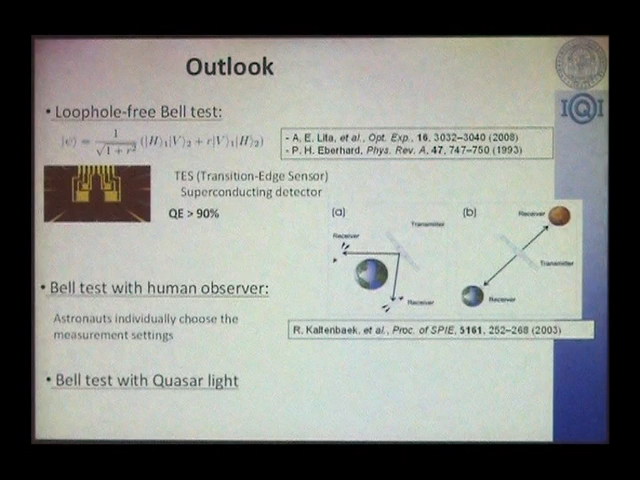 Outlook
• Loophole-free Bell test:
|ψ⟩ = 1/√(1 + r²) (|H⟩₁|V⟩₂ + r|V⟩₁|H⟩₂)
- A. E. Lita, et al., Opt. Exp., 16, 3032–3040 (2008)
- P. H. Eberhard, Phys. Rev. A, 47, 747–750 (1993)
TES (Transition-Edge Sensor)
Superconducting detector
QE > 90%
(a)
Transmitter
Receiver
Receiver
(b)
Receiver
Transmitter
Receiver
• Bell test with human observer:
Astronauts individually choose the
measurement settings
R. Kaltenbaek, et al., Proc. of SPIE, 5161, 252–268 (2003)
• Bell test with Quasar light
IQI